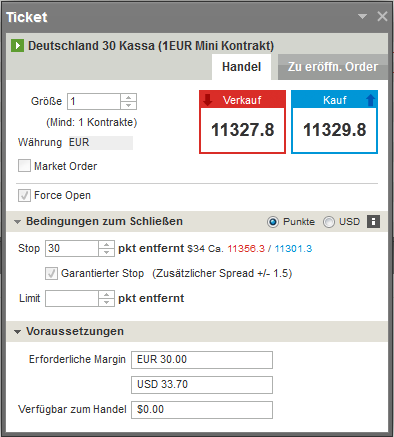 Ticket
Deutschland 30 Kassa (1EUR Mini Kontrakt)
Handel
Zu eröffn. Order
Größe 1
(Mind: 1 Kontrakte)
Währung EUR
Market Order
Verkauf
11327.8
Kauf
11329.8
Force Open
Bedingungen zum Schließen
Punkte
USD
Stop 30 pkt entfernt $34 Ca. 11356.3 / 11301.3
Garantierter Stop (Zusätzlicher Spread +/- 1.5)
Limit pkt entfernt
Voraussetzungen
Erforderliche Margin EUR 30.00
USD 33.70
Verfügbar zum Handel $0.00